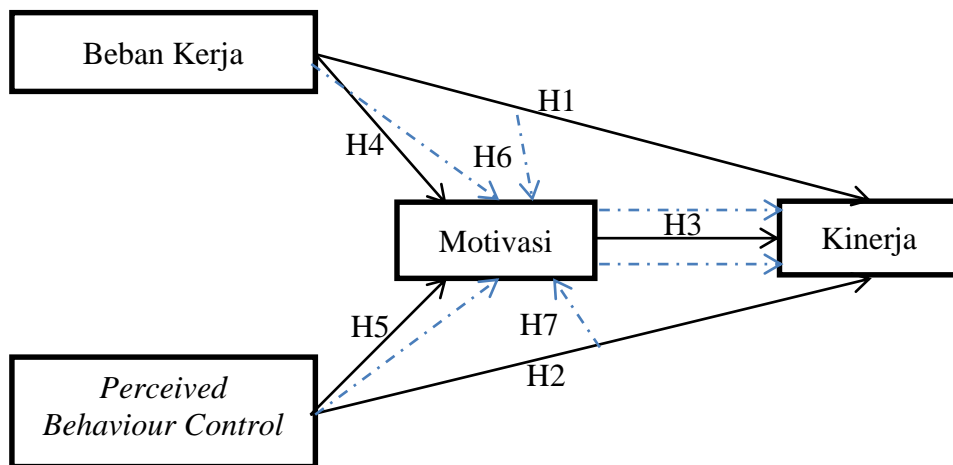 Beban Kerja
H1
H4
H6
Motivasi
H3
Kinerja
H5
H7
H2
Perceived
Behaviour Control